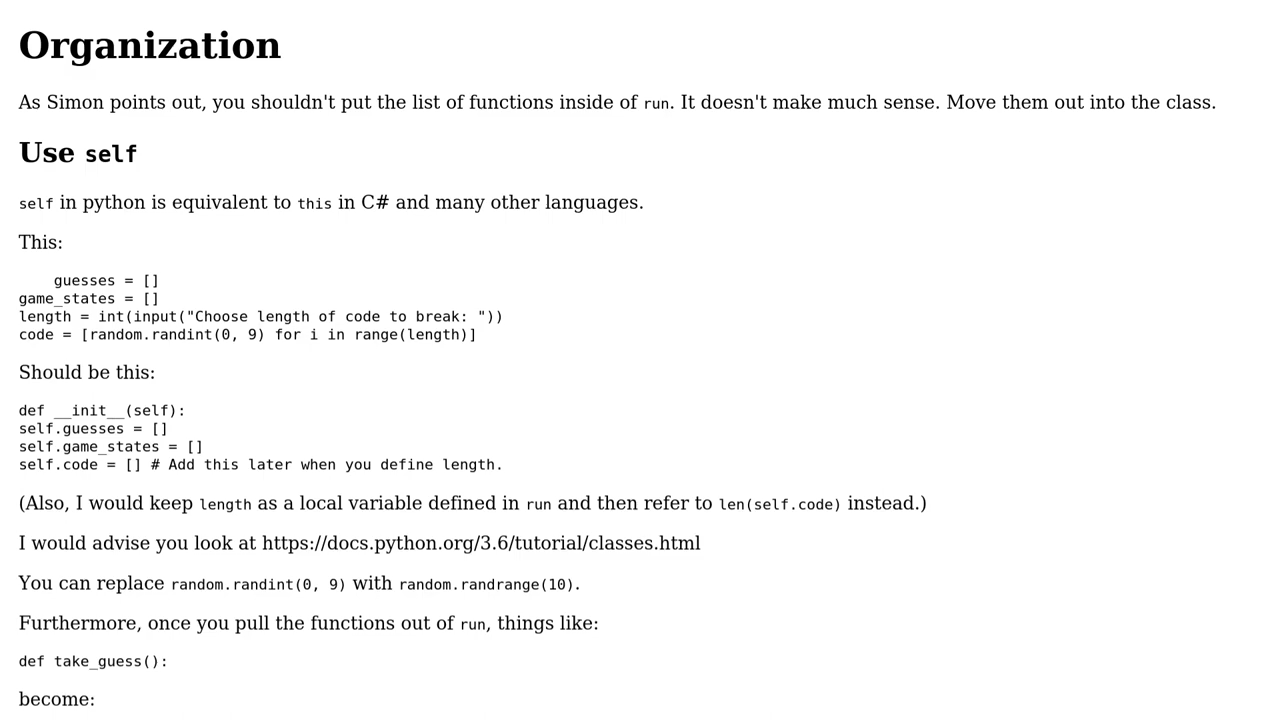 Organization
As Simon points out, you shouldn't put the list of functions inside of run. It doesn't make much sense. Move them out into the class.
Use self
self in python is equivalent to this in C# and many other languages.
This:
    guesses = []
game_states = []
length = int(input("Choose length of code to break: "))
code = [random.randint(0, 9) for i in range(length)]
Should be this:
def __init__(self):
self.guesses = []
self.game_states = []
self.code = [] # Add this later when you define length.
(Also, I would keep length as a local variable defined in run and then refer to len(self.code) instead.)
I would advise you look at https://docs.python.org/3.6/tutorial/classes.html
You can replace random.randint(0, 9) with random.randrange(10).
Furthermore, once you pull the functions out of run, things like:
def take_guess():
become: